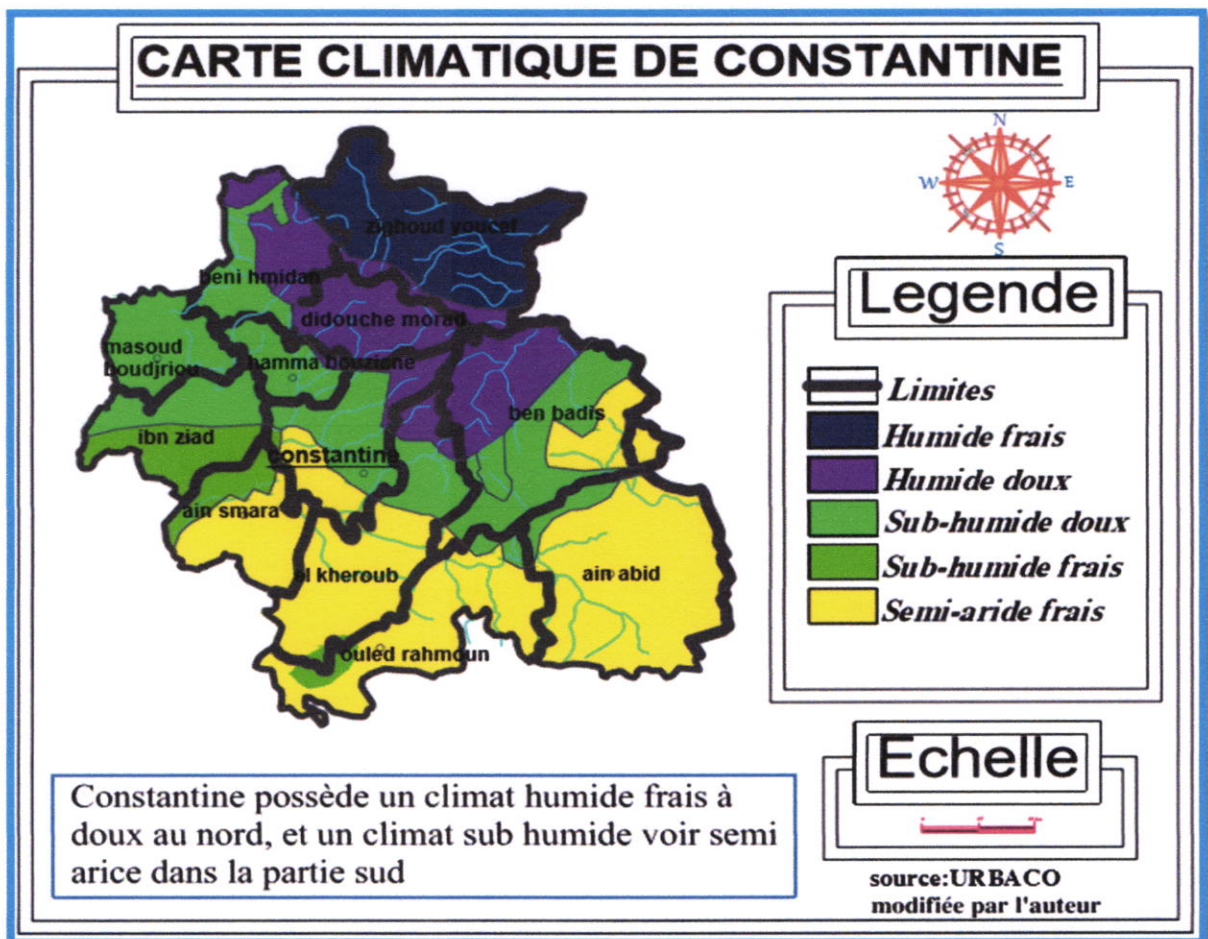 CARTE CLIMATIQUE DE CONSTANTINE
N
W
E
S
zighoud youcef
beni hmidan
didouche morad
masoud
boudjriou
hamma bouziane
ben badis
ibn ziad
constantine
ain smara
el kheroub
ain abid
ouled rahmoun
Legende
Limites
Humide frais
Humide doux
Sub-humide doux
Sub-humide frais
Semi-aride frais
Echelle
Constantine possède un climat humide frais à
doux au nord, et un climat sub humide voir semi
arice dans la partie sud
source:URBACO
modifiée par l'auteur